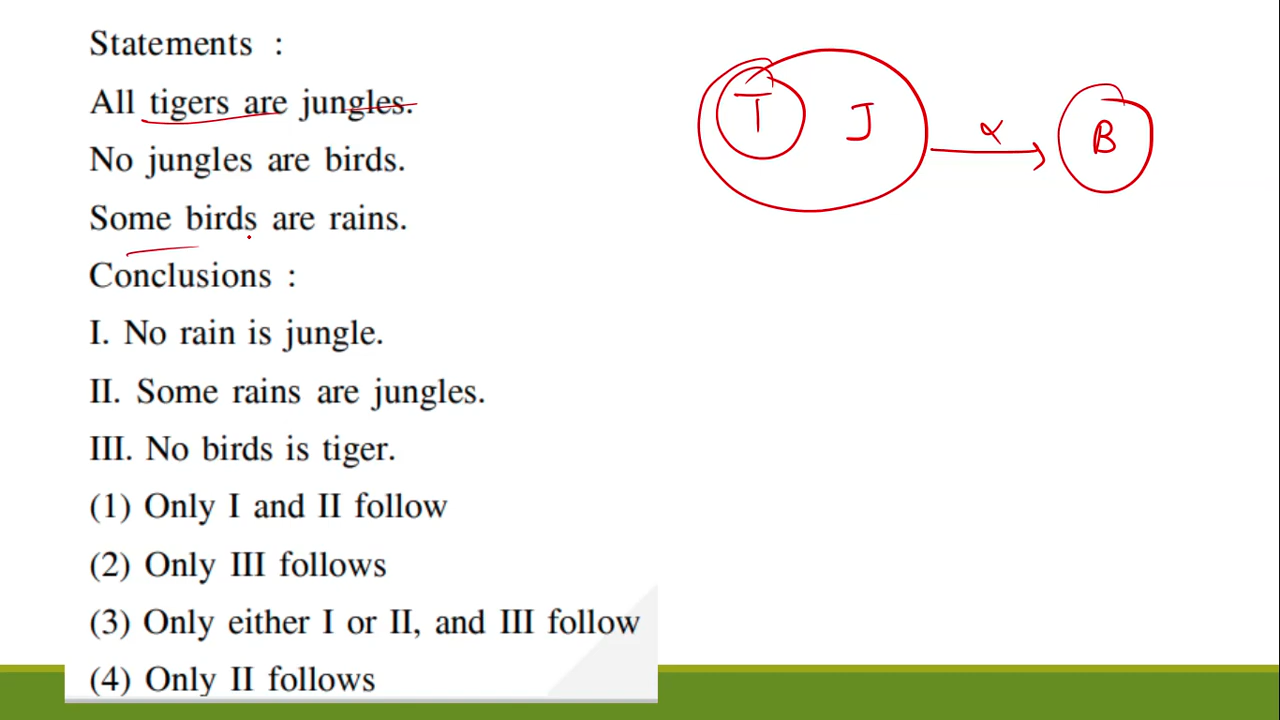 Statements :
All tigers are jungles.
No jungles are birds.
Some birds are rains.
Conclusions :
I. No rain is jungle.
II. Some rains are jungles.
III. No birds is tiger.
(1) Only I and II follow
(2) Only III follows
(3) Only either I or II, and III follow
(4) Only II follows
T J B